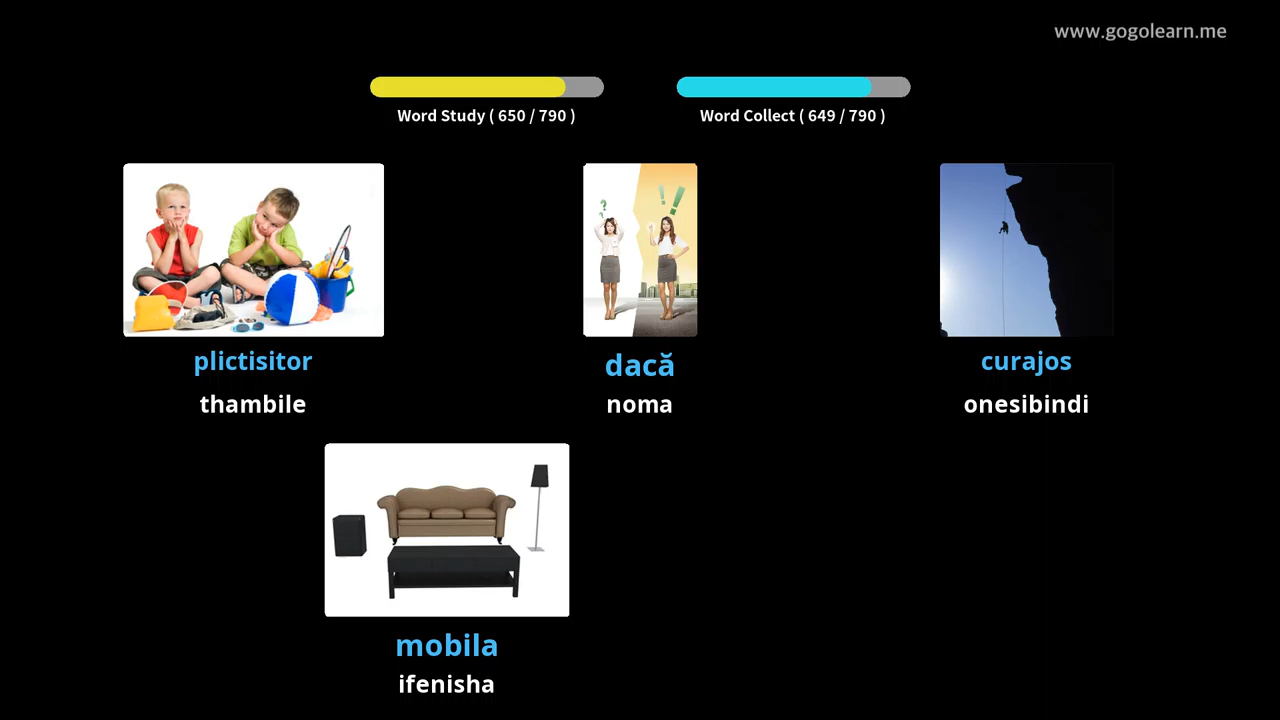 www.gogolearn.me
Word Study ( 650 / 790 )
Word Collect ( 649 / 790 )
plictisitor
thambile
dacă
noma
curajos
onesibindi
mobila
ifenisha